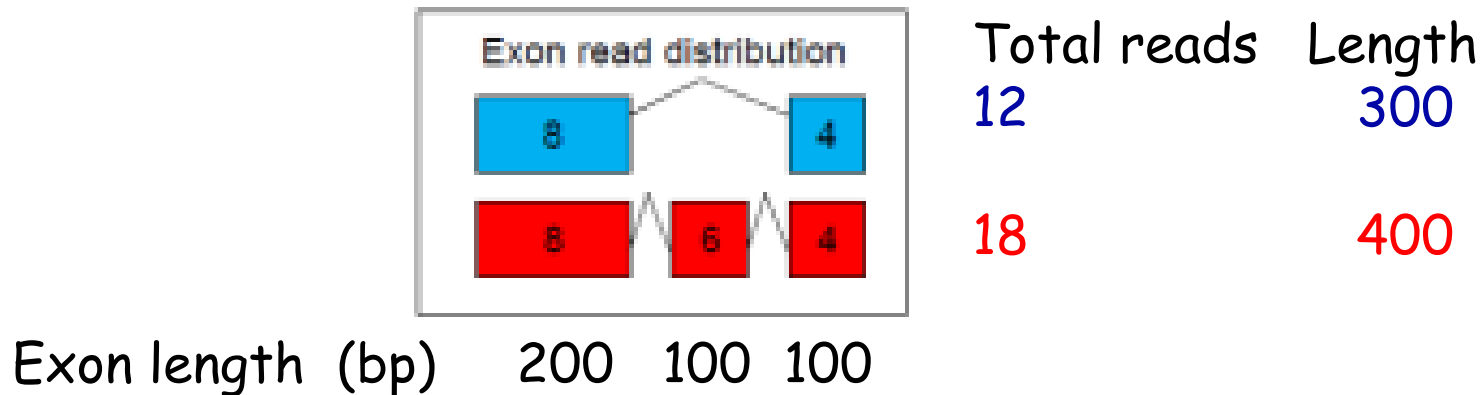 Exon read distribution
Total reads Length
8 4
12 300
8 6 4
18 400
Exon length (bp) 200 100 100